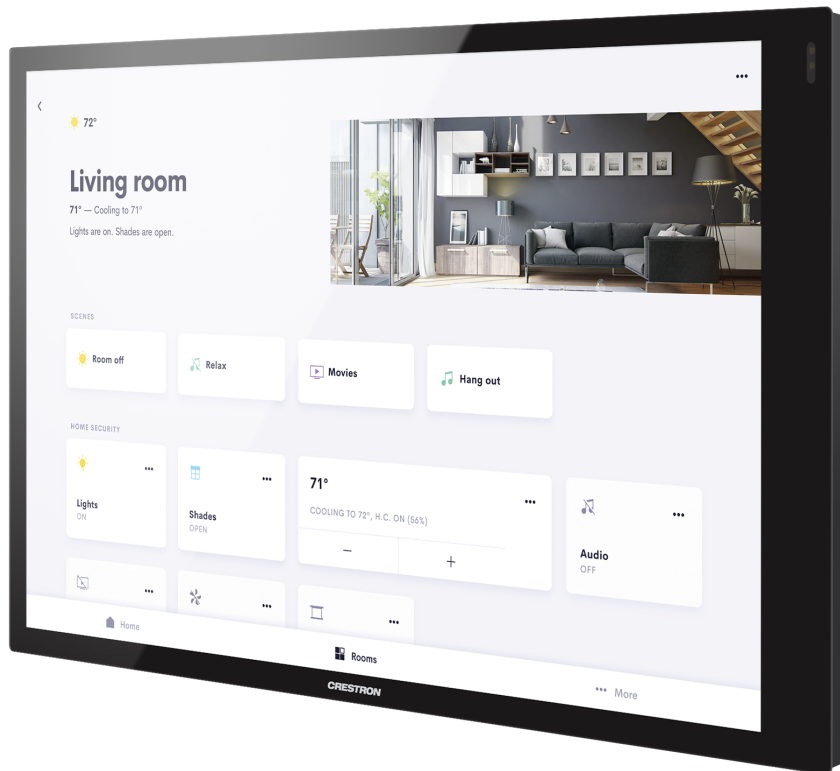 72°
Living room
71° — Cooling to 71°
Lights are on. Shades are open.
SCENES
Room off
Relax
Movies
Hang out
HOME SECURITY
Lights
ON
Shades
OPEN
71°
COOLING TO 72°, H.C. ON (56%)
Audio
OFF
Home
Rooms
More
CRESTRON